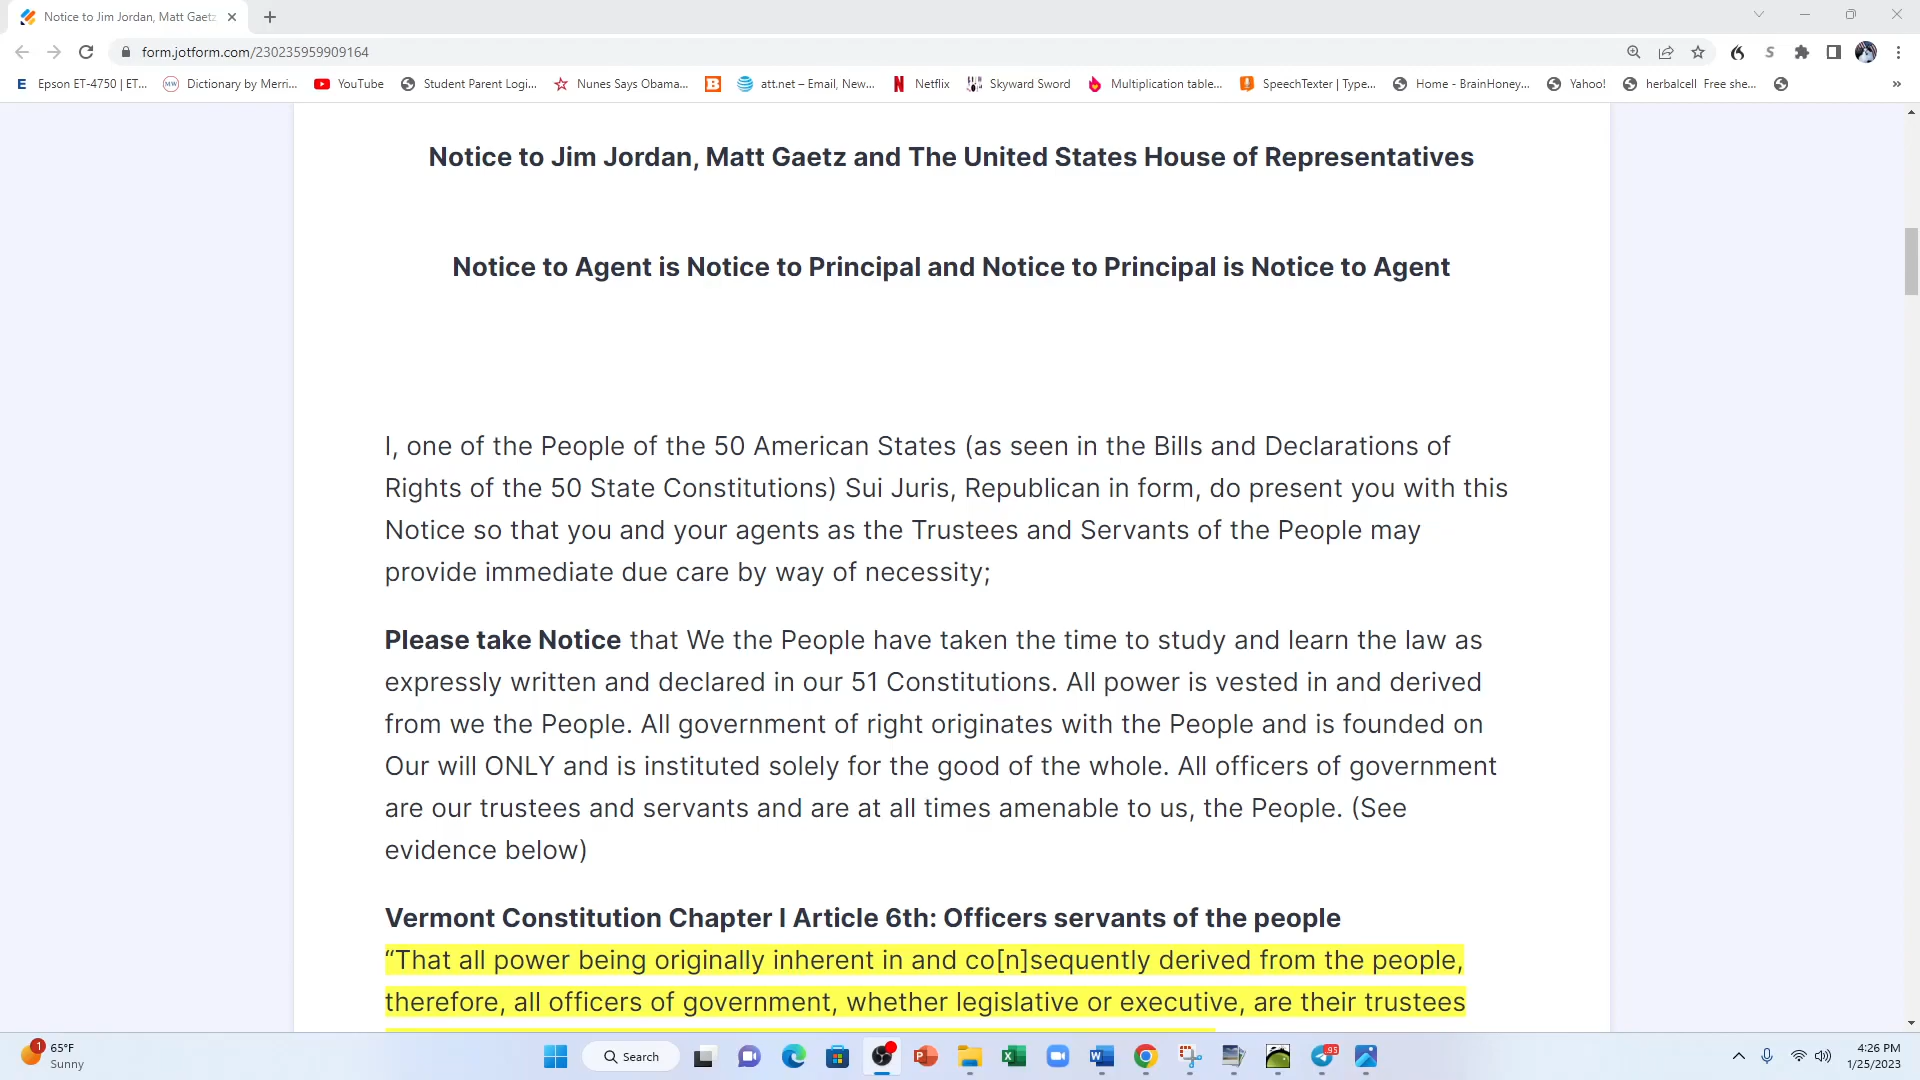 Notice to Jim Jordan, Matt Gaetz
form.jotform.com/230235959909164
E Epson ET-4750 | ET... MW Dictionary by Merri... YouTube Student Parent Logi... Nunes Says Obama... B att.net – Email, New... N Netflix Skyward Sword Multiplication table... SpeechTexter | Type... Home - BrainHoney... Yahoo! herbalcell Free she... »
Notice to Jim Jordan, Matt Gaetz and The United States House of Representatives
Notice to Agent is Notice to Principal and Notice to Principal is Notice to Agent
I, one of the People of the 50 American States (as seen in the Bills and Declarations of
Rights of the 50 State Constitutions) Sui Juris, Republican in form, do present you with this
Notice so that you and your agents as the Trustees and Servants of the People may
provide immediate due care by way of necessity;
Please take Notice that We the People have taken the time to study and learn the law as
expressly written and declared in our 51 Constitutions. All power is vested in and derived
from we the People. All government of right originates with the People and is founded on
Our will ONLY and is instituted solely for the good of the whole. All officers of government
are our trustees and servants and are at all times amenable to us, the People. (See
evidence below)
Vermont Constitution Chapter I Article 6th: Officers servants of the people
“That all power being originally inherent in and co[n]sequently derived from the people,
therefore, all officers of government, whether legislative or executive, are their trustees
1
65°F
Sunny
Search
95
4:26 PM
1/25/2023